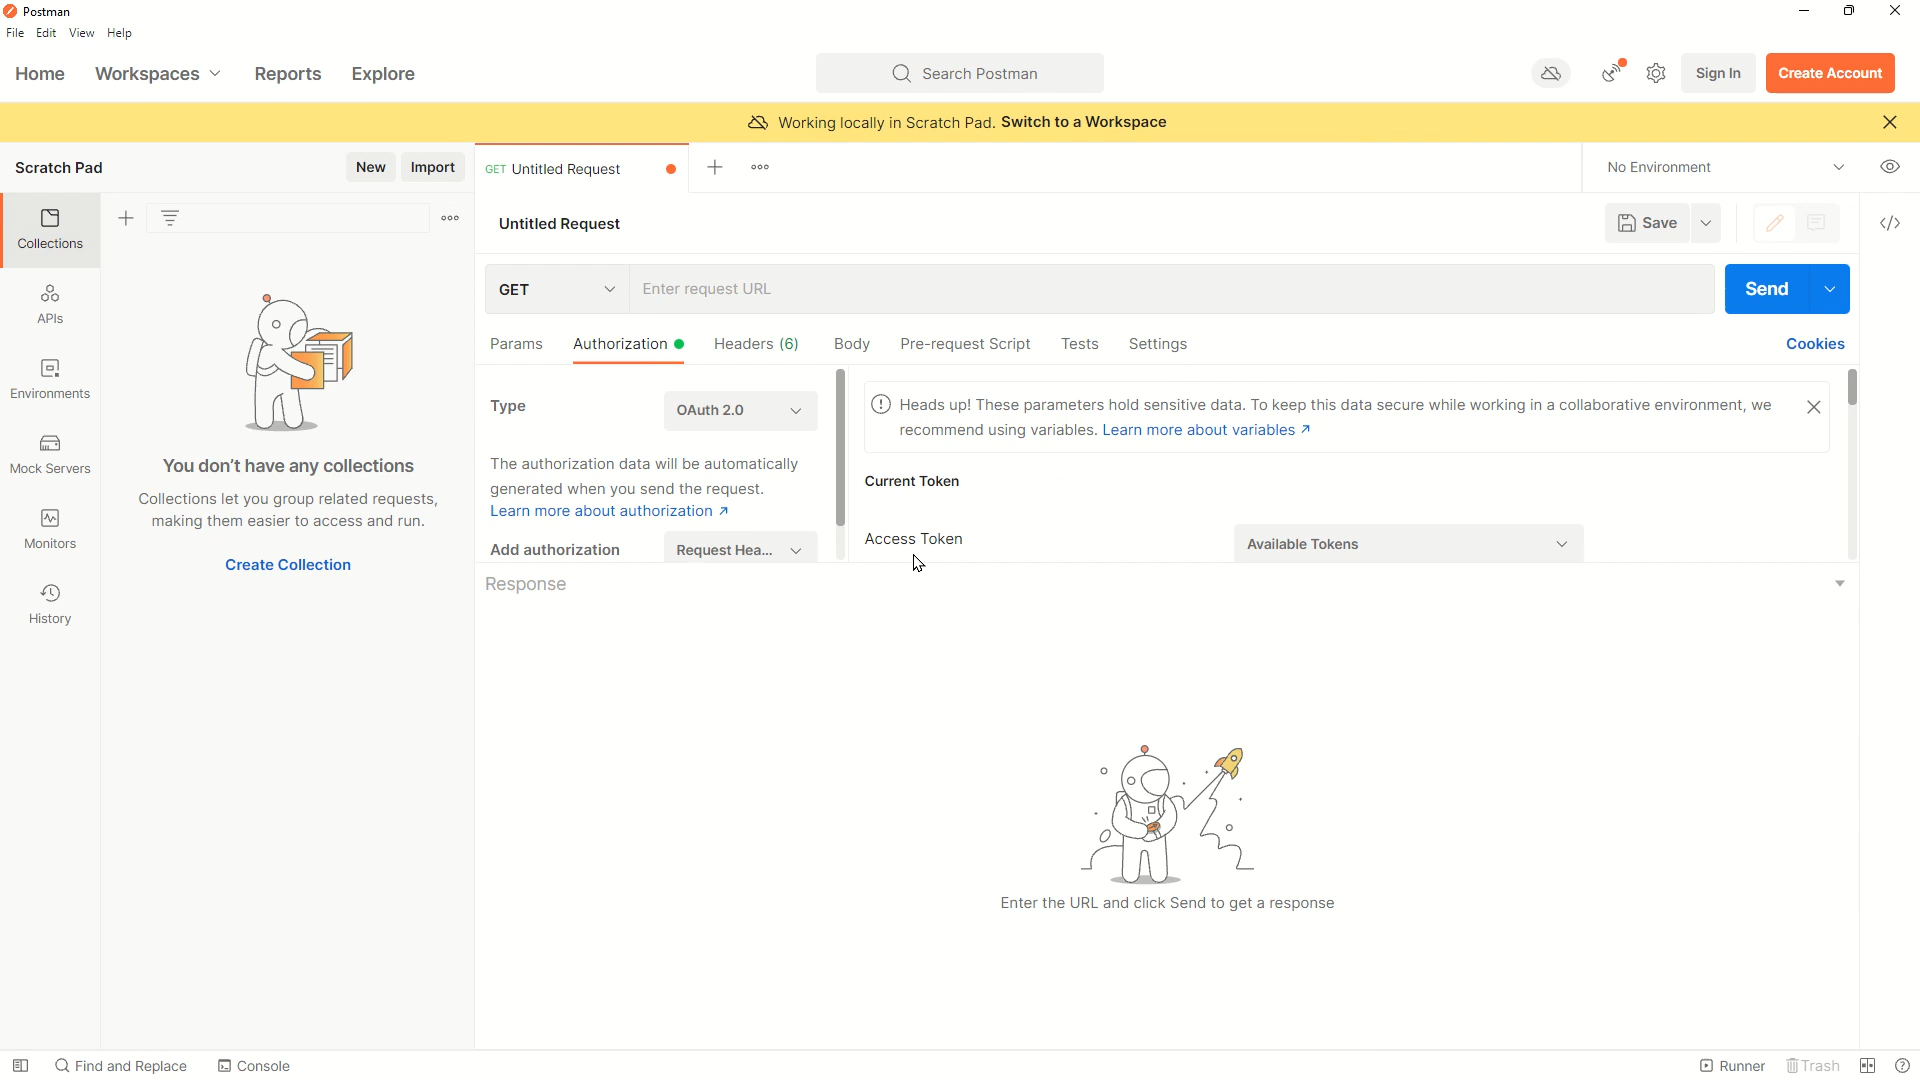 Postman
File Edit View Help
Home Workspaces Reports Explore Search Postman Sign In Create Account
Working locally in Scratch Pad. Switch to a Workspace
Scratch Pad New Import GET Untitled Request No Environment
Collections
Untitled Request Save
GET Enter request URL Send
APIs
Params Authorization Headers (6) Body Pre-request Script Tests Settings Cookies
Environments
Type OAuth 2.0
Heads up! These parameters hold sensitive data. To keep this data secure while working in a collaborative environment, we
recommend using variables. Learn more about variables
The authorization data will be automatically
generated when you send the request.
Learn more about authorization
Current Token
Mock Servers
You don't have any collections
Collections let you group related requests,
making them easier to access and run.
Create Collection
Add authorization Request Hea...
Access Token Available Tokens
Monitors
Response
History
Enter the URL and click Send to get a response
Find and Replace Console Runner Trash